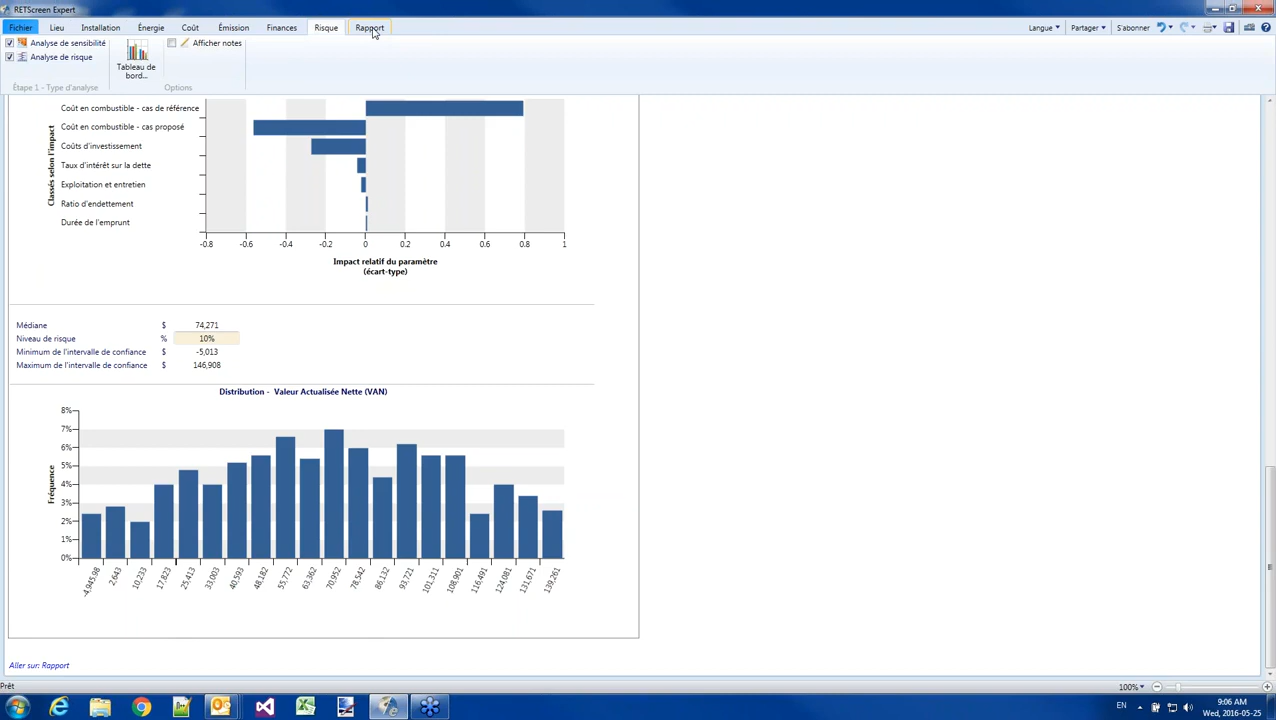 RETScreen Expert
Fichier Lieu Installation Énergie Coût Émission Finances Risque Rapport Langue Partager S'abonner
Analyse de sensibilité
Analyse de risque
Tableau de bord...
Afficher notes
Étape 1 - Type d'analyse
Options
Classés selon l'impact
Coût en combustible - cas de référence
Coût en combustible - cas proposé
Coûts d'investissement
Taux d'intérêt sur la dette
Exploitation et entretien
Ratio d'endettement
Durée de l'emprunt
-0.8 -0.6 -0.4 -0.2 0 0.2 0.4 0.6 0.8 1
Impact relatif du paramètre
(écart-type)
Médiane $ 74,271
Niveau de risque % 10%
Minimum de l'intervalle de confiance $ -5,013
Maximum de l'intervalle de confiance $ 146,908
Distribution - Valeur Actualisée Nette (VAN)
Fréquence
8%
7%
6%
5%
4%
3%
2%
1%
0%
-4,945.98 2,643 10,233 17,823 25,413 33,003 40,593 48,182 55,772 63,362 70,952 78,542 86,132 93,721 101,311 108,901 116,491 124,081 131,671 139,261
Aller sur: Rapport
Prêt
100%
EN
9:06 AM
Wed, 2016-05-25